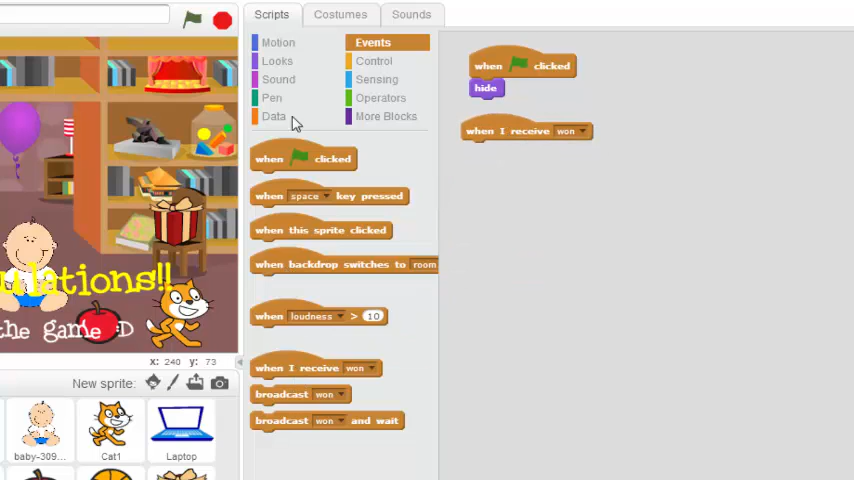 Scripts Costumes Sounds
Motion Events
Looks Control
Sound Sensing
Pen Operators
Data More Blocks
when clicked
when space key pressed
when this sprite clicked
when backdrop switches to room
when loudness > 10
when I receive won
broadcast won
broadcast won and wait
when clicked
hide
when I receive won
ulations!!
the game :D
x: 240 y: 73
New sprite:
baby-309... Cat1 Laptop